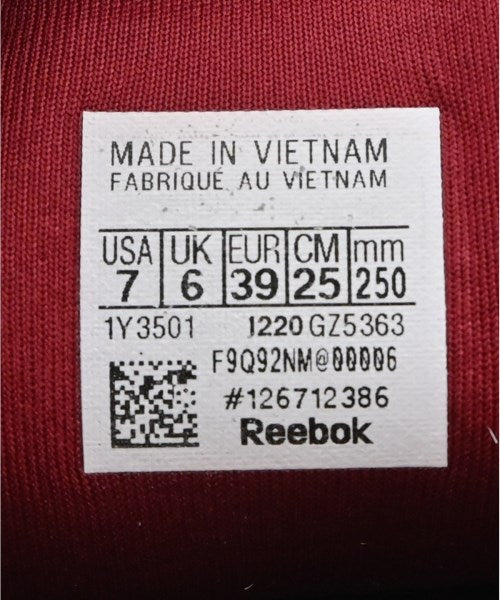 MADE IN VIETNAM
FABRIQUÉ AU VIETNAM
USA UK EUR CM mm
7 6 39 25 250
1Y3501 1220 GZ5363
F9Q92NM@00006
#126712386
Reebok